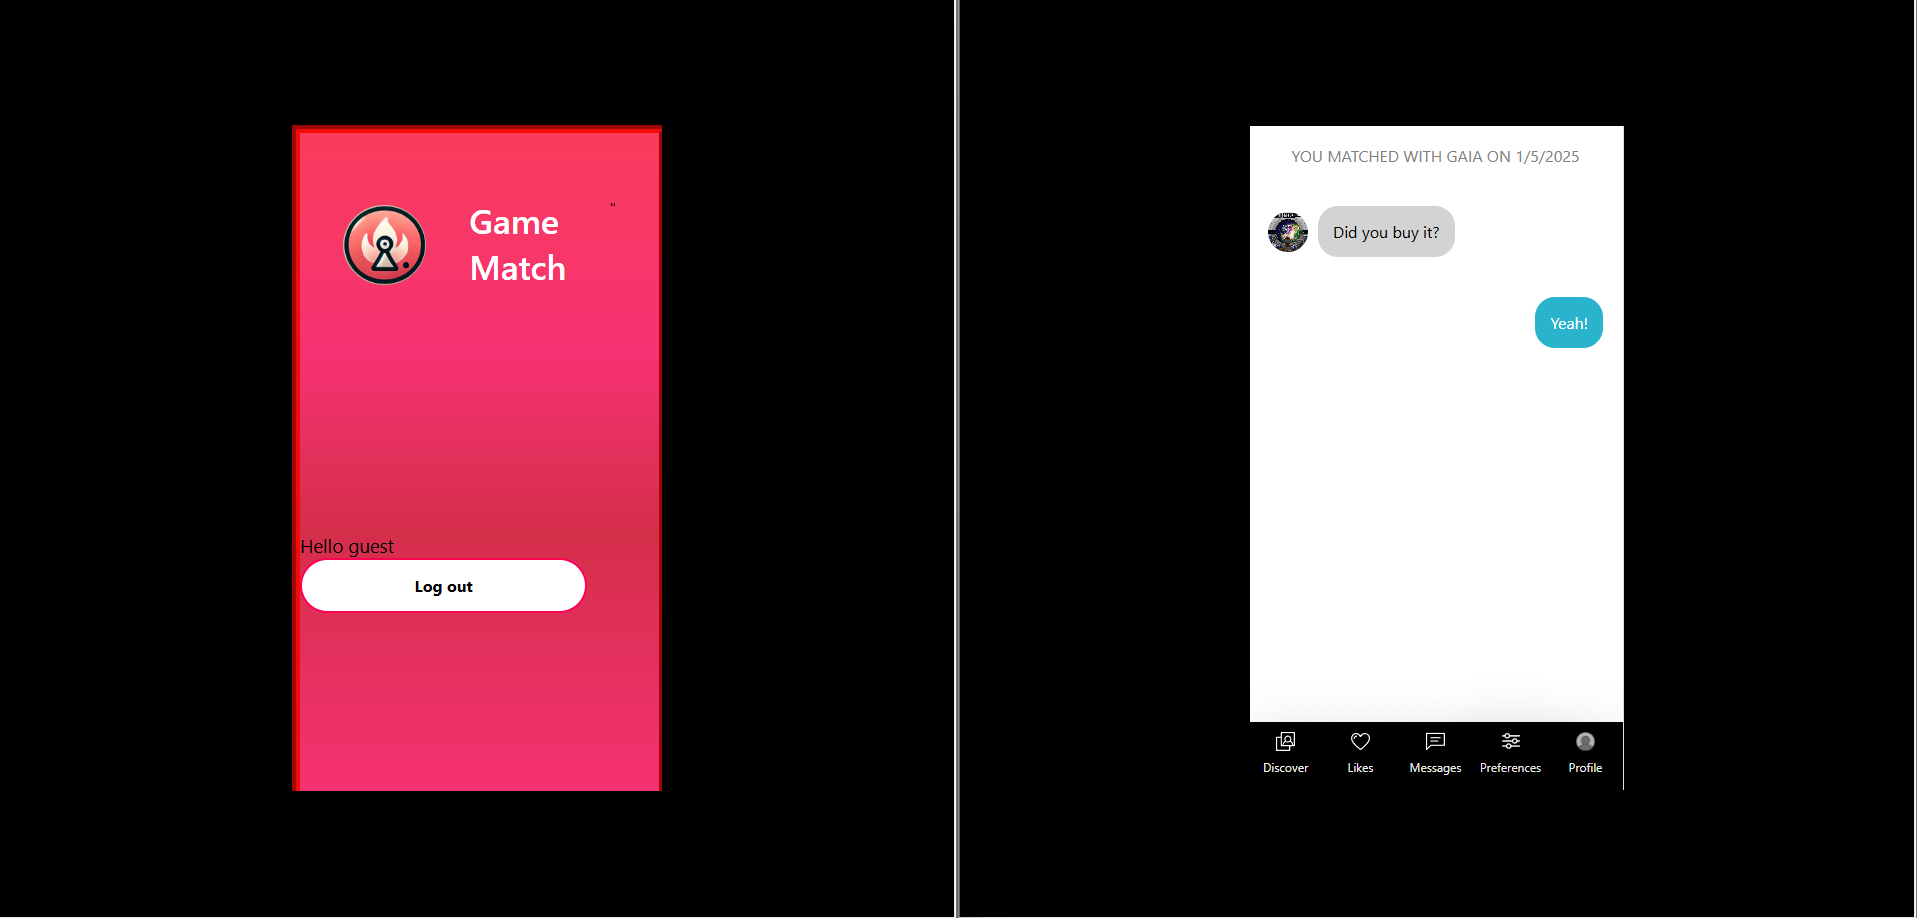 Game
Match
"
Hello guest
Log out
YOU MATCHED WITH GAIA ON 1/5/2025
Did you buy it?
Yeah!
Discover
Likes
Messages
Preferences
Profile